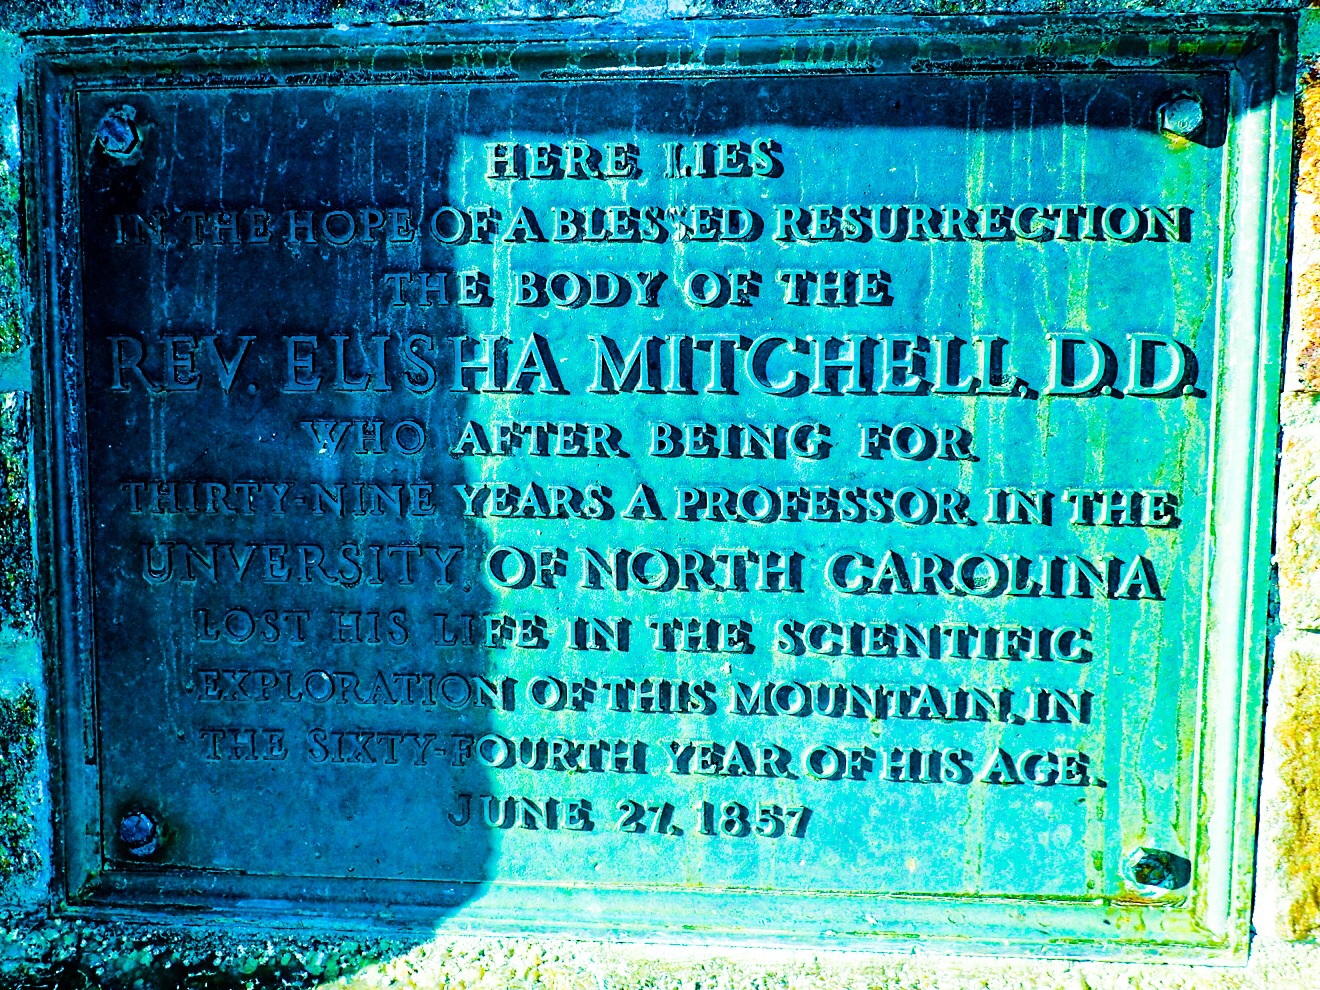 HERE LIES
IN THE HOPE OF A BLESSED RESURRECTION
THE BODY OF THE
REV. ELISHA MITCHELL, D.D.
WHO AFTER BEING FOR
THIRTY-NINE YEARS A PROFESSOR IN THE
UNVERSITY OF NORTH CAROLINA
LOST HIS LIFE IN THE SCIENTIFIC
EXPLORATION OF THIS MOUNTAIN, IN
THE SIXTY-FOURTH YEAR OF HIS AGE.
JUNE 27, 1857